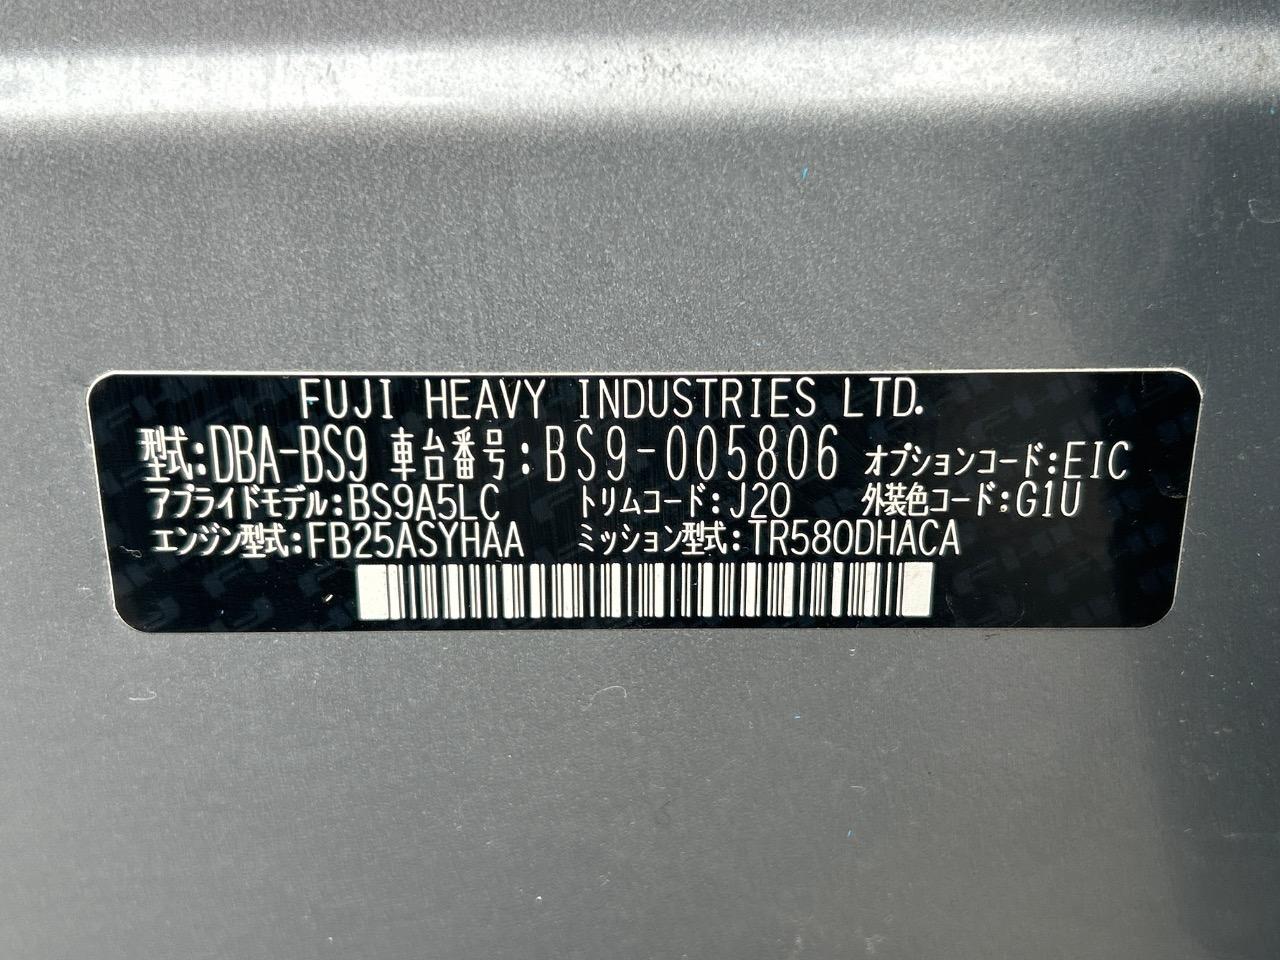 FUJI HEAVY INDUSTRIES LTD.
型式:DBA-BS9 車台番号:BS9-005806 オプションコード:EIC
アプライドモデル:BS9A5LC トリムコード:J20 外装色コード:G1U
エンジン型式:FB25ASYHAA ミッション型式:TR580DHACA